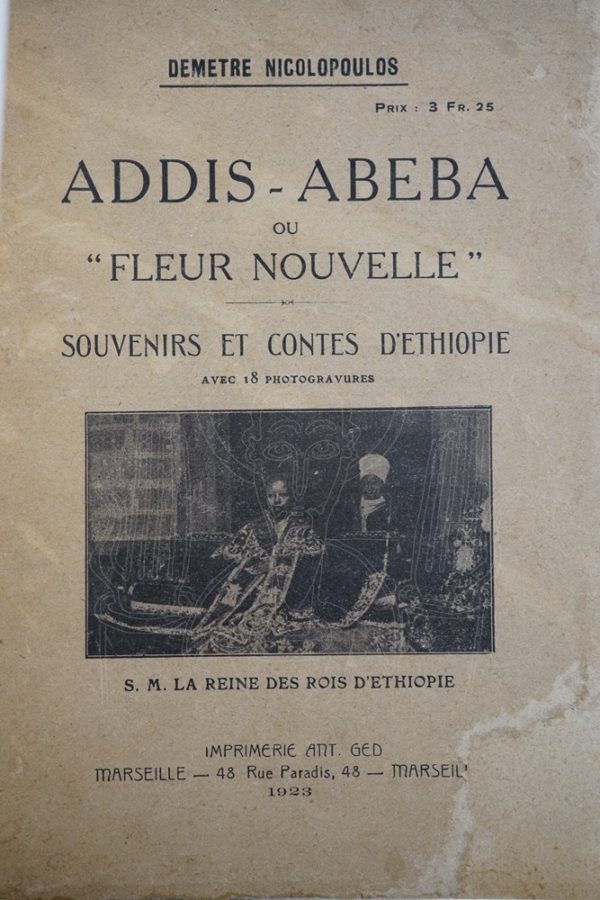 DEMETRE NICOLOPOULOS
PRIX : 3 FR. 25
ADDIS - ABEBA
OU
"FLEUR NOUVELLE"
SOUVENIRS ET CONTES D'ETHIOPIE
AVEC 18 PHOTOGRAVURES
S. M. LA REINE DES ROIS D'ETHIOPIE
IMPRIMERIE ANT. GED
MARSEILLE — 48 Rue Paradis, 48 — MARSEIL
1923